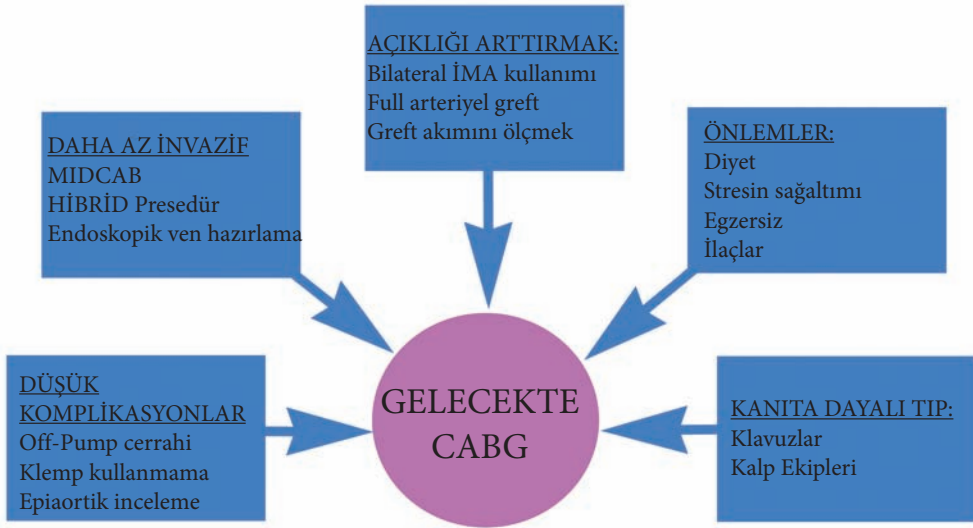 AÇIKLIĞI ARTTIRMAK:
Bilateral İMA kullanımı
Full arteriyel greft
Greft akımını ölçmek
DAHA AZ İNVAZİF
MIDCAB
HİBRİD Presedür
Endoskopik ven hazırlama
ÖNLEMLER:
Diyet
Stresin sağaltımı
Egzersiz
İlaçlar
DÜŞÜK
KOMPLİKASYONLAR
Off-Pump cerrahi
Klemp kullanmama
Epiaortik inceleme
GELECEKTE
CABG
KANITA DAYALI TIP:
Klavuzlar
Kalp Ekipleri